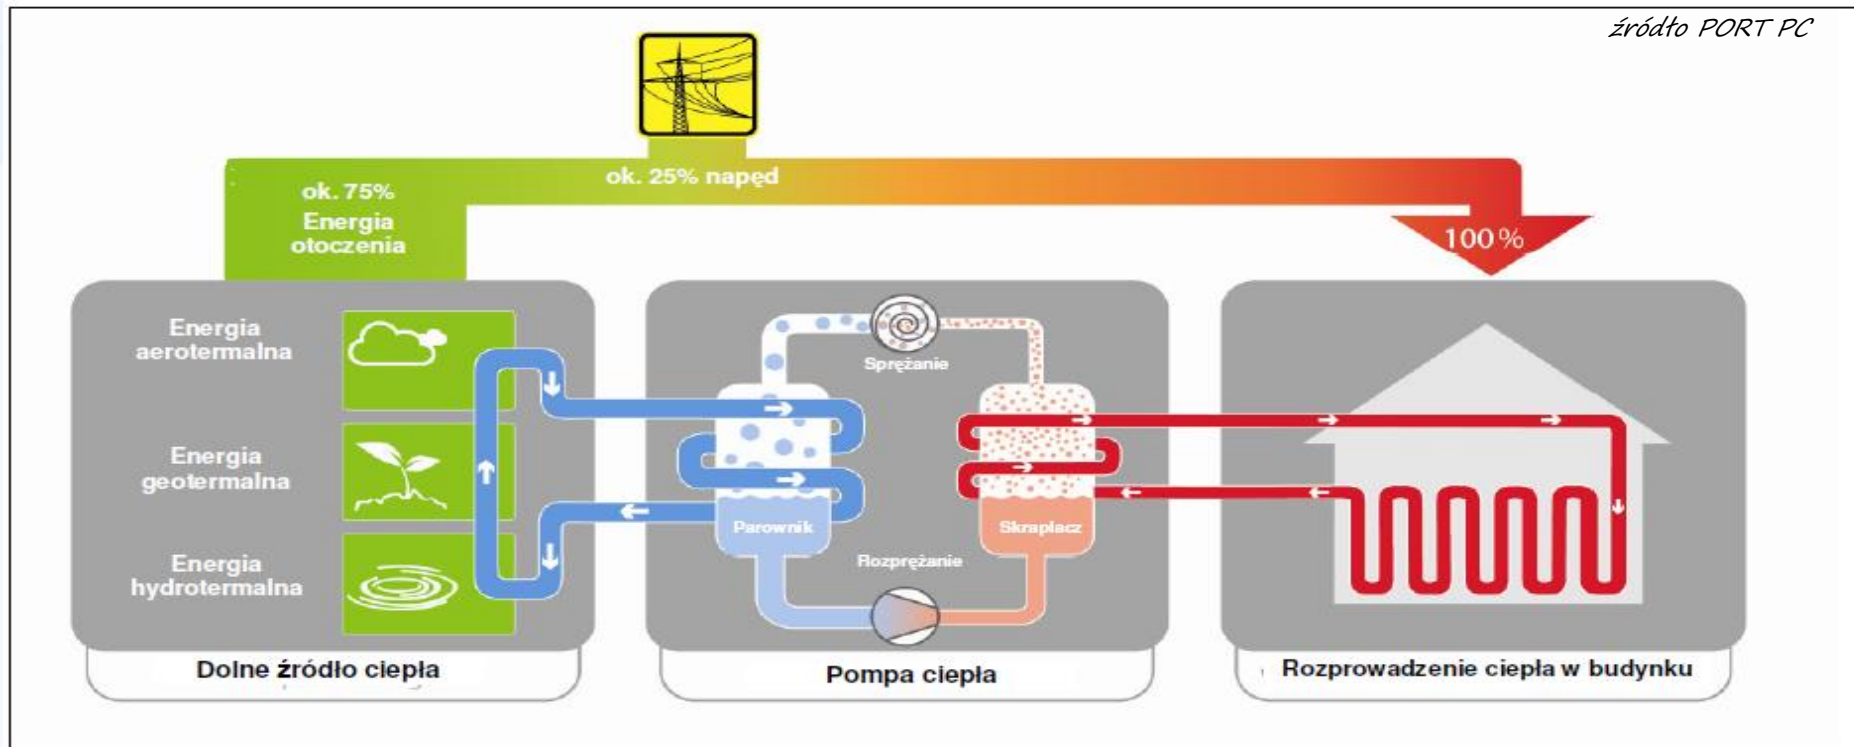 źródło PORT PC
ok. 75%
Energia
otoczenia
ok. 25% napęd
100%
Energia
aerotermalna
Energia
geotermalna
Energia
hydrotermalna
Sprężanie
Parownik
Skraplacz
Rozprężanie
Dolne źródło ciepła
Pompa ciepła
Rozprowadzenie ciepła w budynku